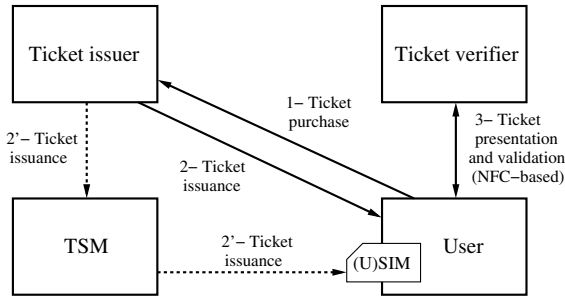 Ticket issuer
Ticket verifier
1− Ticket
purchase
3− Ticket
presentation
and validation
(NFC−based)
2'− Ticket
issuance
2− Ticket
issuance
TSM
2'− Ticket
issuance
(U)SIM
User